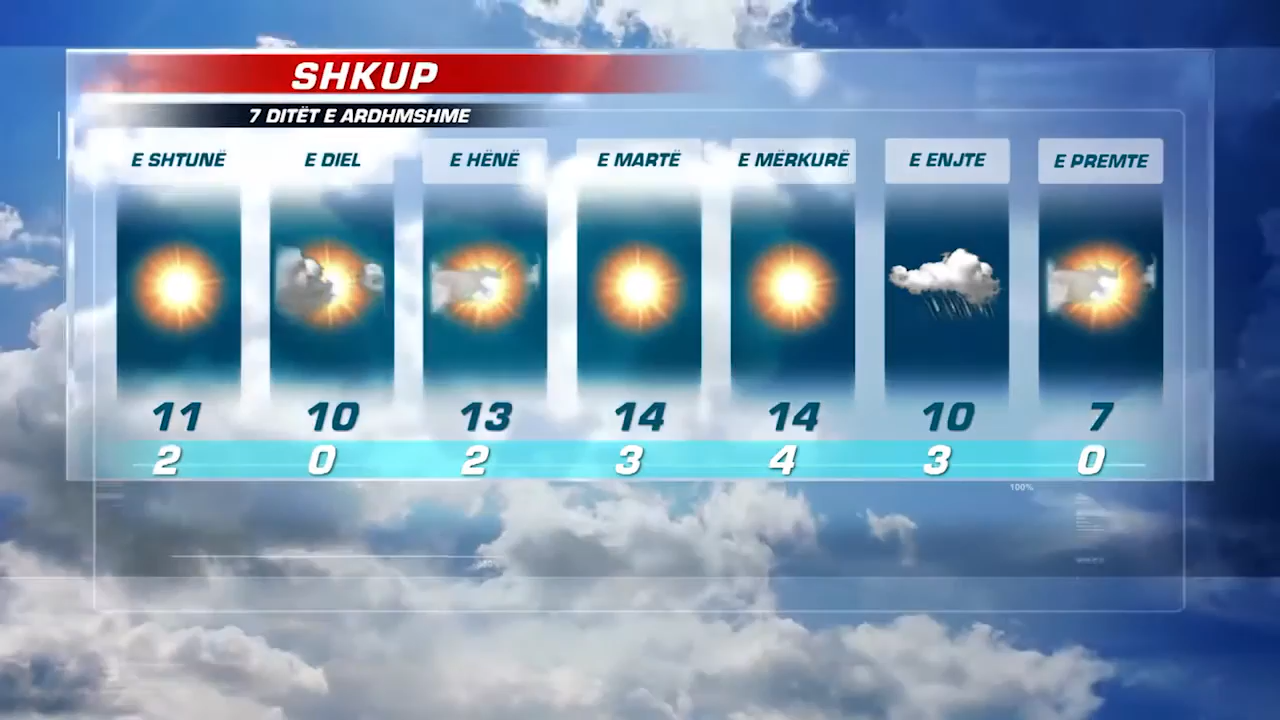 SHKUP
7 DITËT E ARDHMSHME
E SHTUNË E DIEL E HËNË E MARTË E MËRKURË E ENJTE E PREMTE
11 10 13 14 14 10 7
2 0 2 3 4 3 0
100%